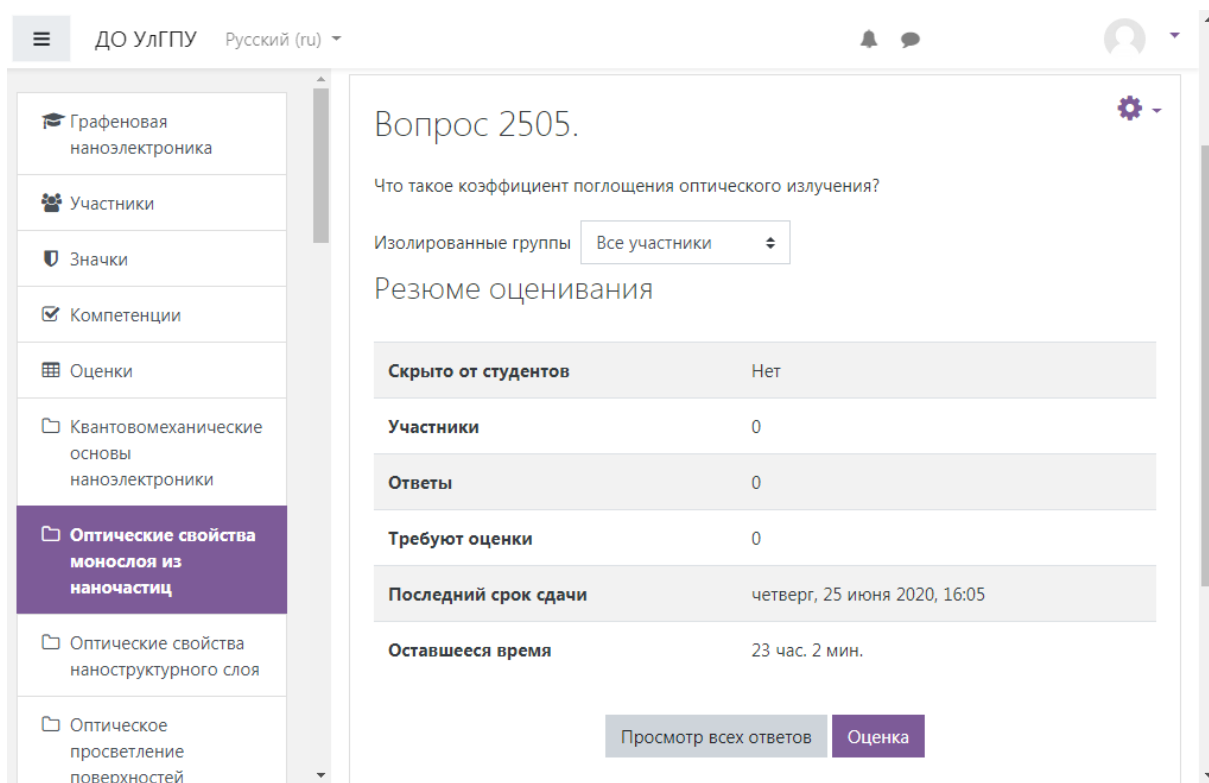 ДО УлГПУ Русский (ru)
Графеновая
наноэлектроника
Участники
Значки
Компетенции
Оценки
Квантовомеханические
основы
наноэлектроники
Оптические свойства
монослоя из
наночастиц
Оптические свойства
наноструктурного слоя
Оптическое
просветление
поверхностей
Вопрос 2505.
Что такое коэффициент поглощения оптического излучения?
Изолированные группы Все участники
Резюме оценивания
Скрыто от студентов Нет
Участники 0
Ответы 0
Требуют оценки 0
Последний срок сдачи четверг, 25 июня 2020, 16:05
Оставшееся время 23 час. 2 мин.
Просмотр всех ответов Оценка